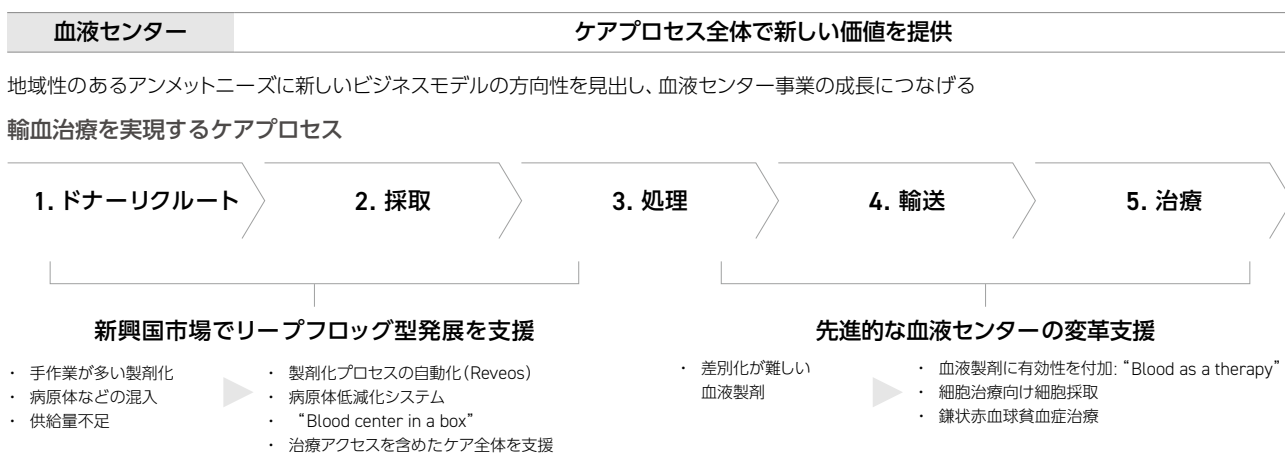 血液センター
ケアプロセス全体で新しい価値を提供
地域性のあるアンメットニーズに新しいビジネスモデルの方向性を見出し、血液センター事業の成長につなげる
輸血治療を実現するケアプロセス
1. ドナーリクルート
2. 採取
3. 処理
4. 輸送
5. 治療
新興国市場でリープフロッグ型発展を支援
・ 手作業が多い製剤化
・ 病原体などの混入
・ 供給量不足
・ 製剤化プロセスの自動化(Reveos)
・ 病原体低減化システム
・ “Blood center in a box”
・ 治療アクセスを含めたケア全体を支援
先進的な血液センターの変革支援
・ 差別化が難しい
血液製剤
・ 血液製剤に有効性を付加: “Blood as a therapy”
・ 細胞治療向け細胞採取
・ 鎌状赤血球貧血症治療